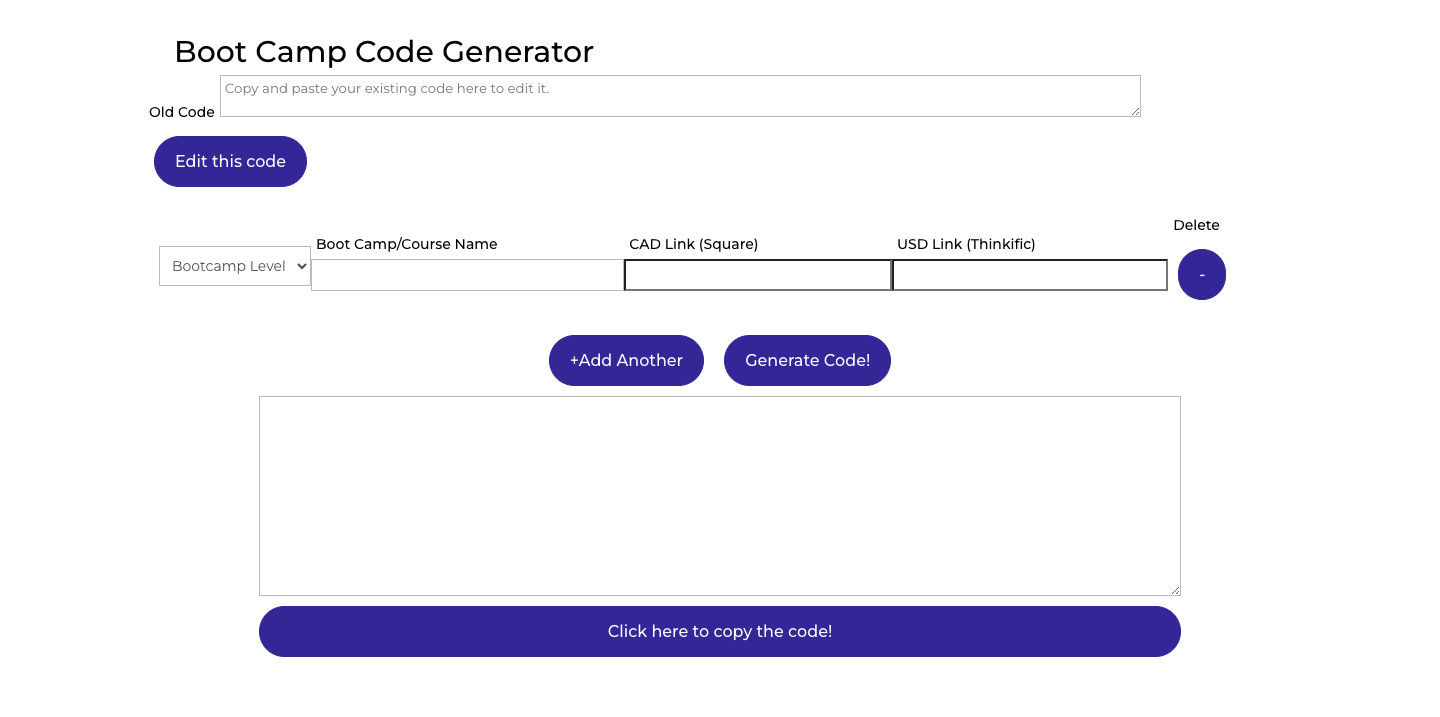 Boot Camp Code Generator
Copy and paste your existing code here to edit it.
Old Code
Edit this code
Delete
Boot Camp/Course Name CAD Link (Square) USD Link (Thinkific)
Bootcamp Level
-
+Add Another Generate Code!
Click here to copy the code!